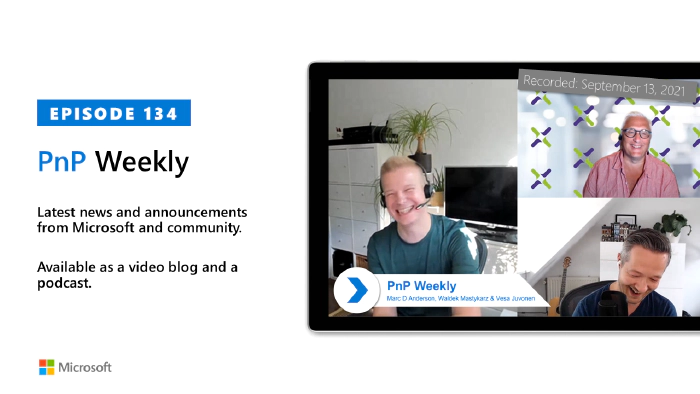 EPISODE 134
PnP Weekly
Latest news and announcements
from Microsoft and community.
Available as a video blog and a
podcast.
Microsoft
Recorded: September 13, 2021
PnP Weekly
Marc D Anderson, Waldek Mastykarz & Vesa Juvonen